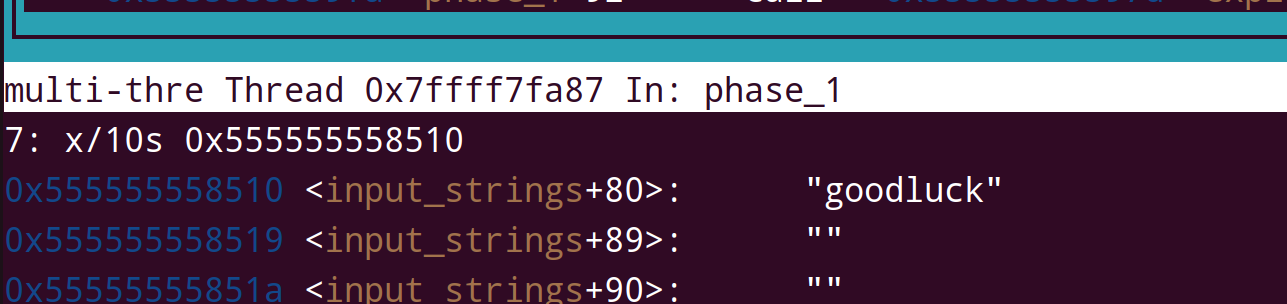 multi-thre Thread 0x7ffff7fa87 In: phase_1
7: x/10s 0x555555558510
0x555555558510 <input_strings+80>: "goodluck"
0x555555558519 <input_strings+89>: ""
0x55555555851a <input_strings+90>: ""